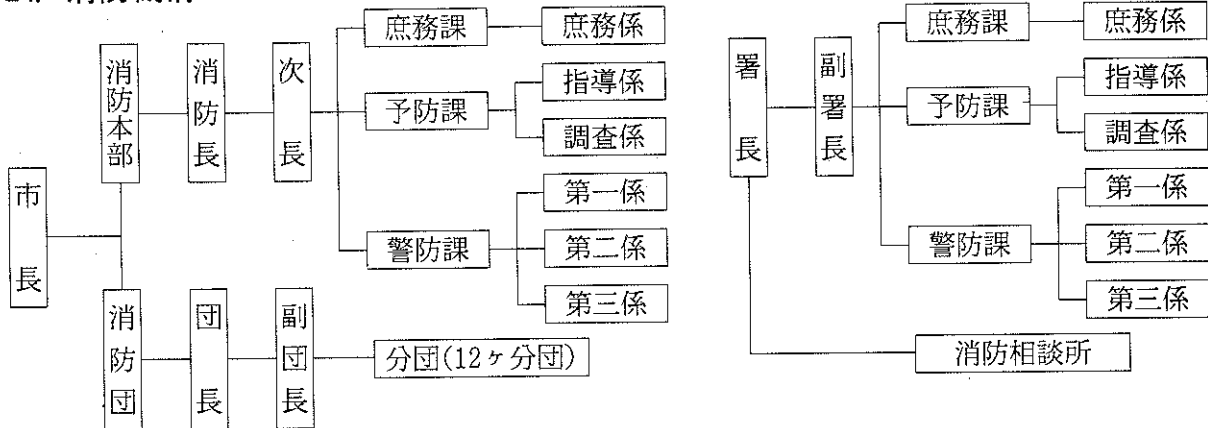 市長
消防本部
消防長
次長
庶務課
庶務係
予防課
指導係
調査係
警防課
第一係
第二係
第三係
消防団
団長
副団長
分団(12ヶ分団)
署長
副署長
庶務課
庶務係
予防課
指導係
調査係
警防課
第一係
第二係
第三係
消防相談所